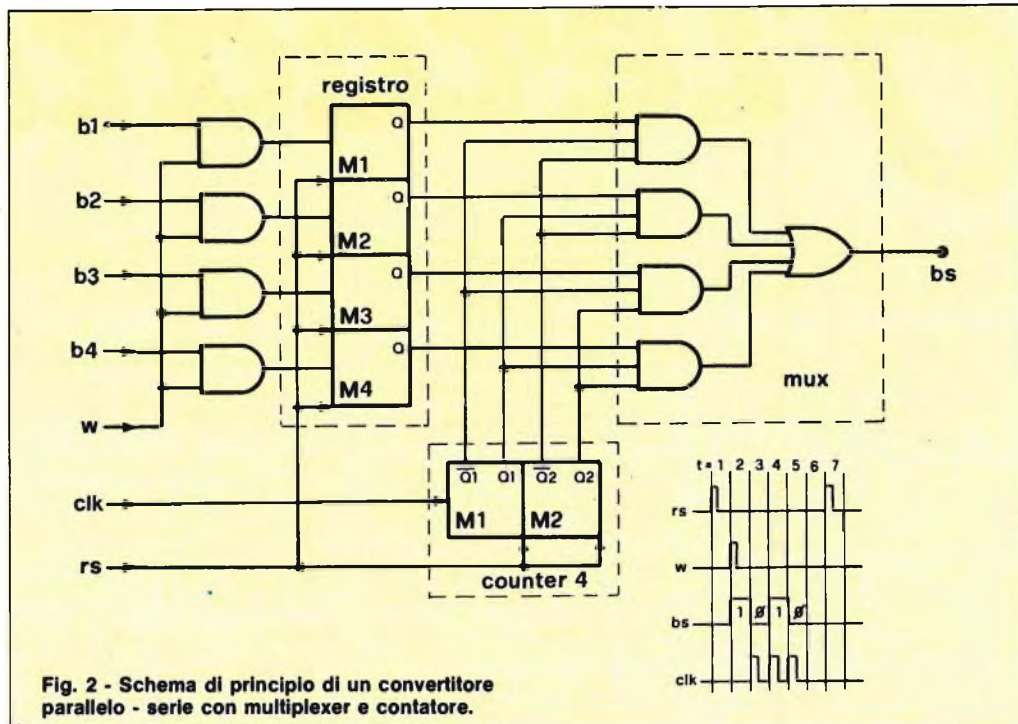 registro
b1
b2
b3
b4
w
clk
rs
Q
M1
Q
M2
Q
M3
Q
M4
mux
bs
Q̅1̅ Q1 Q̅2̅ Q2
M1 M2
counter 4
t = 1 2 3 4 5 6 7
rs
w
bs 1 Ø 1 Ø
clk
Fig. 2 - Schema di principio di un convertitore
parallelo - serie con multiplexer e contatore.